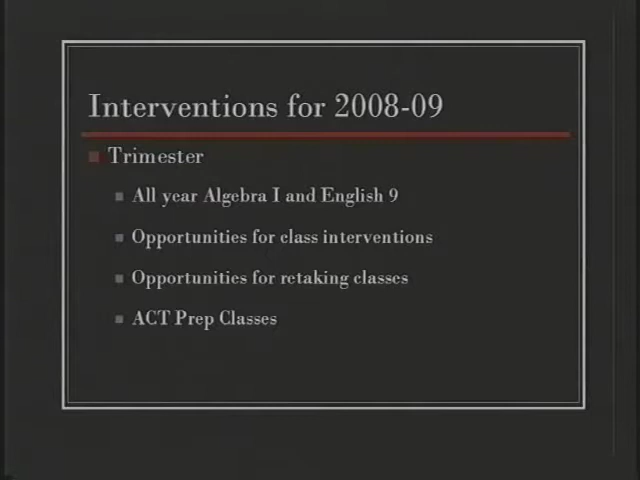 Interventions for 2008-09
Trimester
All year Algebra I and English 9
Opportunities for class interventions
Opportunities for retaking classes
ACT Prep Classes